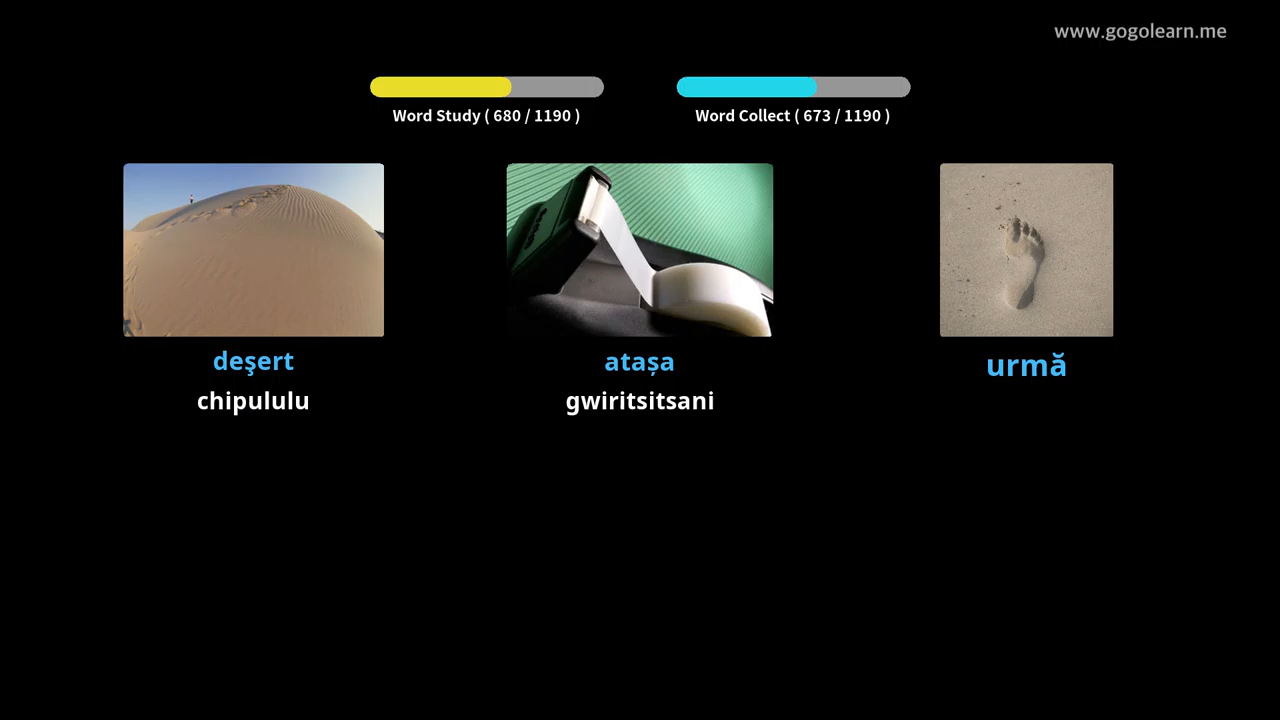 www.gogolearn.me
Word Study ( 680 / 1190 )
Word Collect ( 673 / 1190 )
deşert
atașa
urmă
chipululu
gwiritsitsani